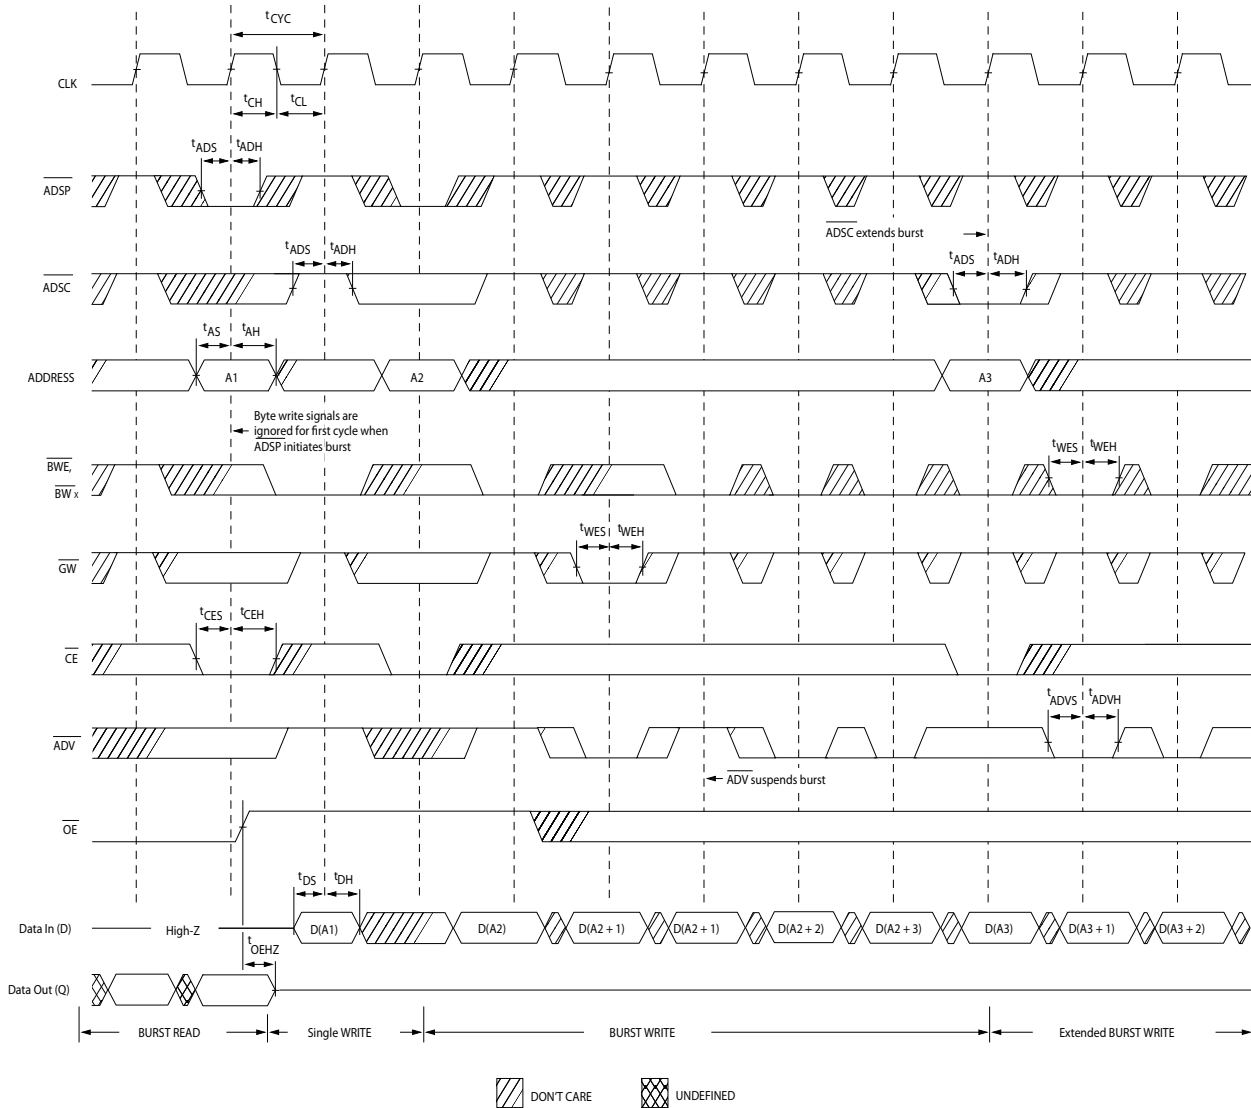 tCYC
CLK
tCH
tCL
tADS
tADH
ADSP
ADSC extends burst
tADS
tADH
tADS
tADH
ADSC
tAS
tAH
ADDRESS
A1
A2
A3
Byte write signals are
ignored for first cycle when
ADSP initiates burst
BWE,
BW x
tWES
tWEH
tWES
tWEH
GW
tCES
tCEH
CE
tADVS
tADVH
ADV
ADV suspends burst
OE
tDS
tDH
Data In (D)
High-Z
D(A1)
D(A2)
D(A2 + 1)
D(A2 + 1)
D(A2 + 2)
D(A2 + 3)
D(A3)
D(A3 + 1)
D(A3 + 2)
tOEHZ
Data Out (Q)
BURST READ
Single WRITE
BURST WRITE
Extended BURST WRITE
DON'T CARE
UNDEFINED